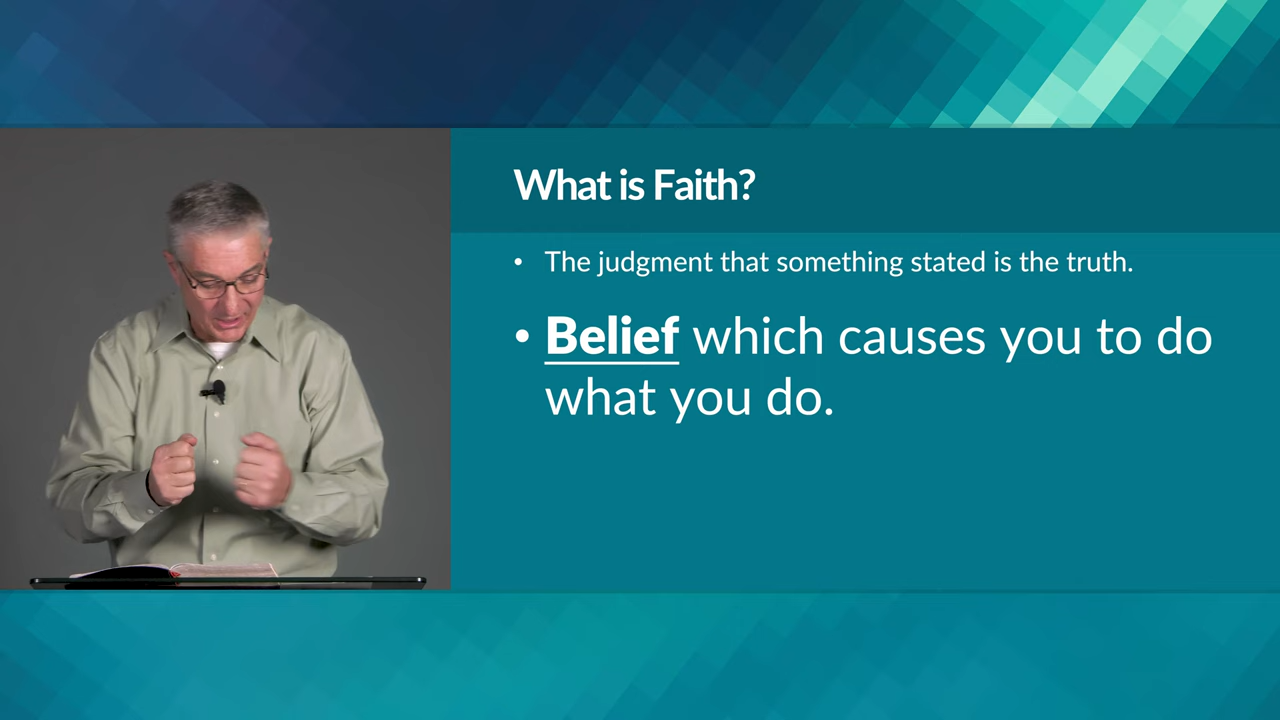 What is Faith?
• The judgment that something stated is the truth.
• Belief which causes you to do
what you do.